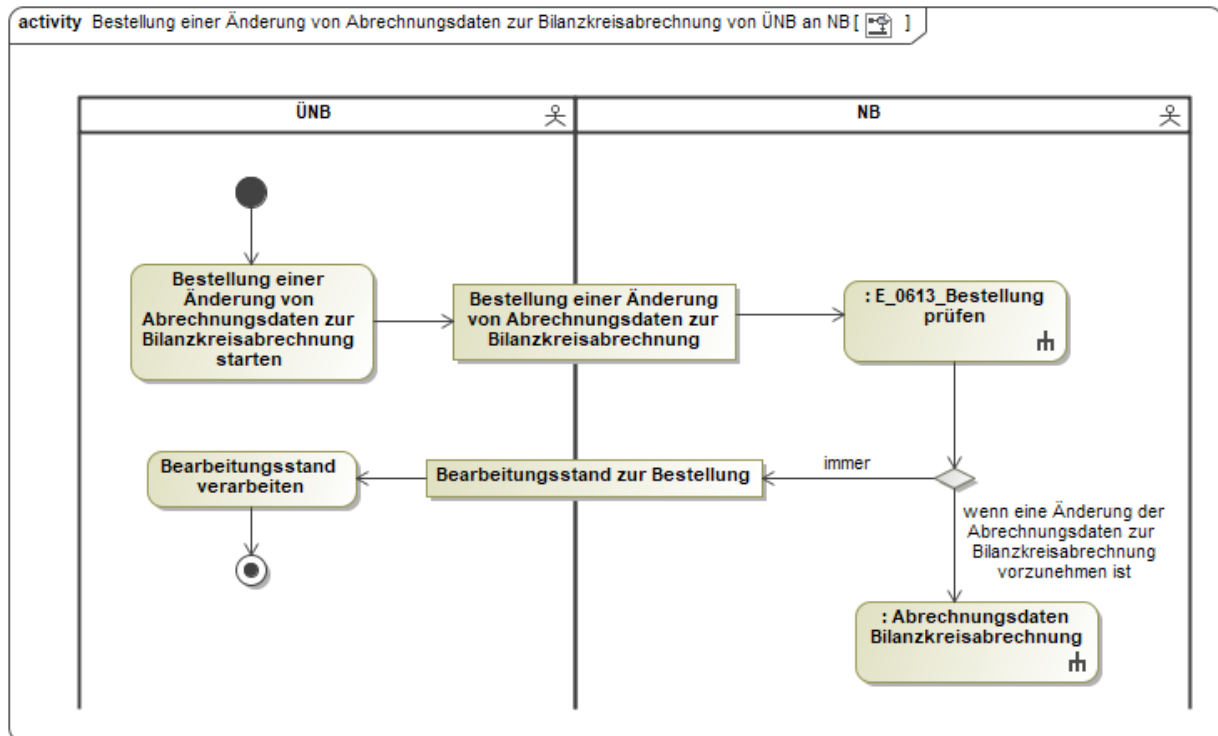 activity Bestellung einer Änderung von Abrechnungsdaten zur Bilanzkreisabrechnung von ÜNB an NB [ ]
ÜNB
NB
Bestellung einer
Änderung von
Abrechnungsdaten zur
Bilanzkreisabrechnung
starten
Bestellung einer Änderung
von Abrechnungsdaten zur
Bilanzkreisabrechnung
: E_0613_Bestellung
prüfen
Bearbeitungsstand
verarbeiten
Bearbeitungsstand zur Bestellung
immer
wenn eine Änderung der
Abrechnungsdaten zur
Bilanzkreisabrechnung
vorzunehmen ist
: Abrechnungsdaten
Bilanzkreisabrechnung